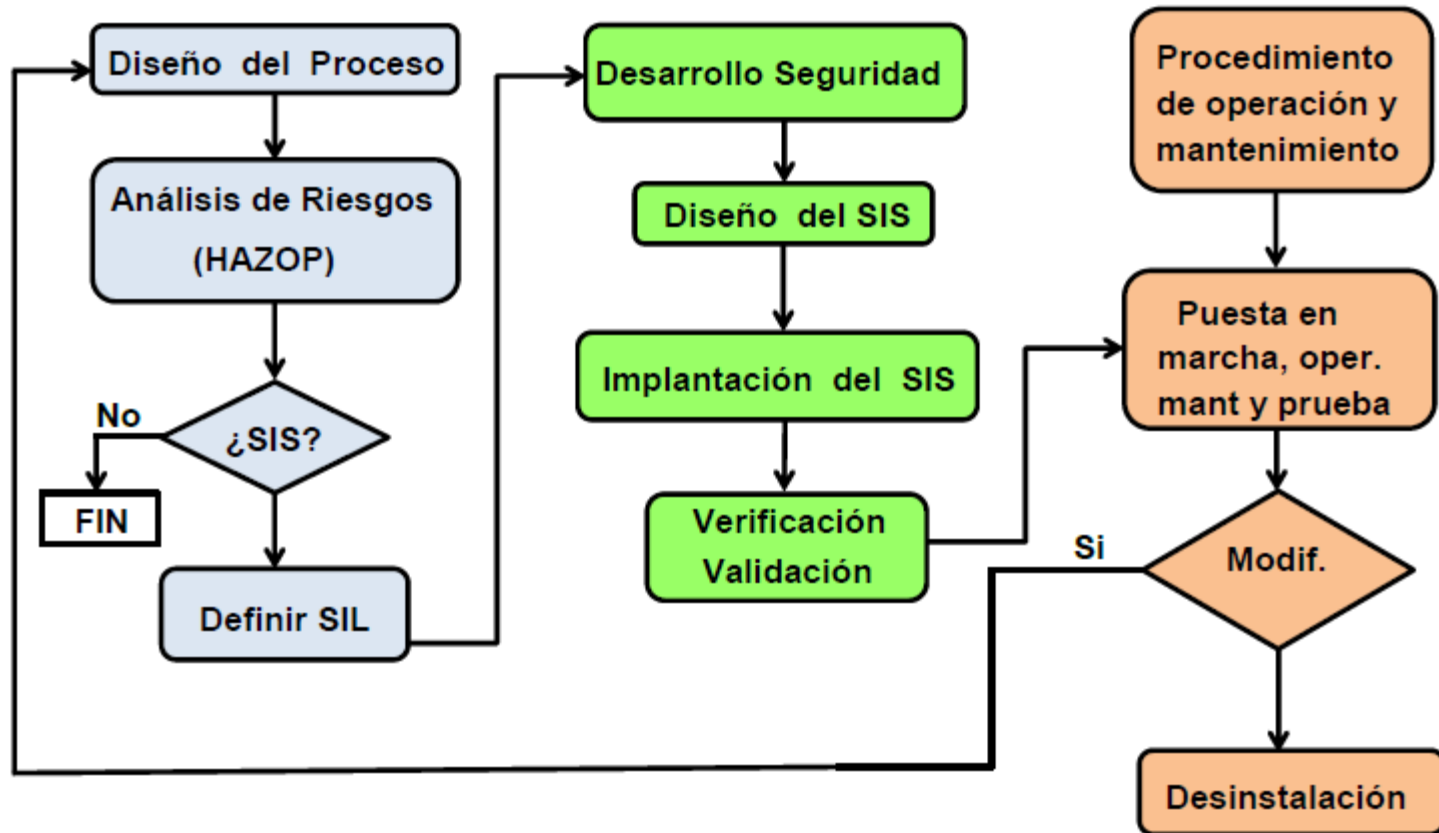 Diseño del Proceso
Análisis de Riesgos
(HAZOP)
¿SIS?
No
FIN
Definir SIL
Desarrollo Seguridad
Diseño del SIS
Implantación del SIS
Verificación
Validación
Procedimiento
de operación y
mantenimiento
Puesta en
marcha, oper.
mant y prueba
Modif.
Si
Desinstalación